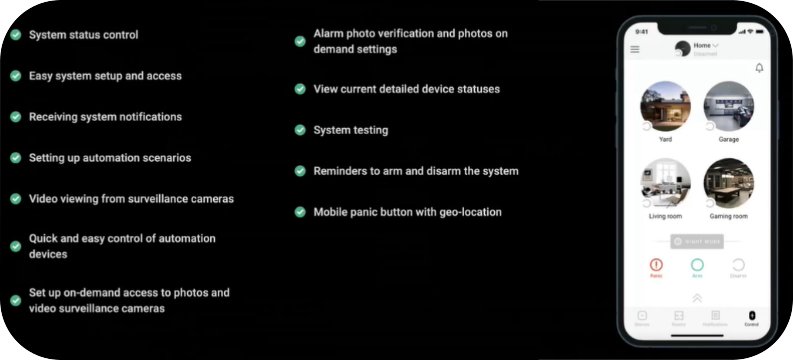 System status control
Easy system setup and access
Receiving system notifications
Setting up automation scenarios
Video viewing from surveillance cameras
Quick and easy control of automation
devices
Set up on-demand access to photos and
video surveillance cameras
Alarm photo verification and photos on
demand settings
View current detailed device statuses
System testing
Reminders to arm and disarm the system
Mobile panic button with geo-location
9:41
Home
Disarmed
Yard
Garage
Living room
Gaming room
NIGHT MODE
Panic
Arm
Disarm
Devices
Rooms
Notifications
Control